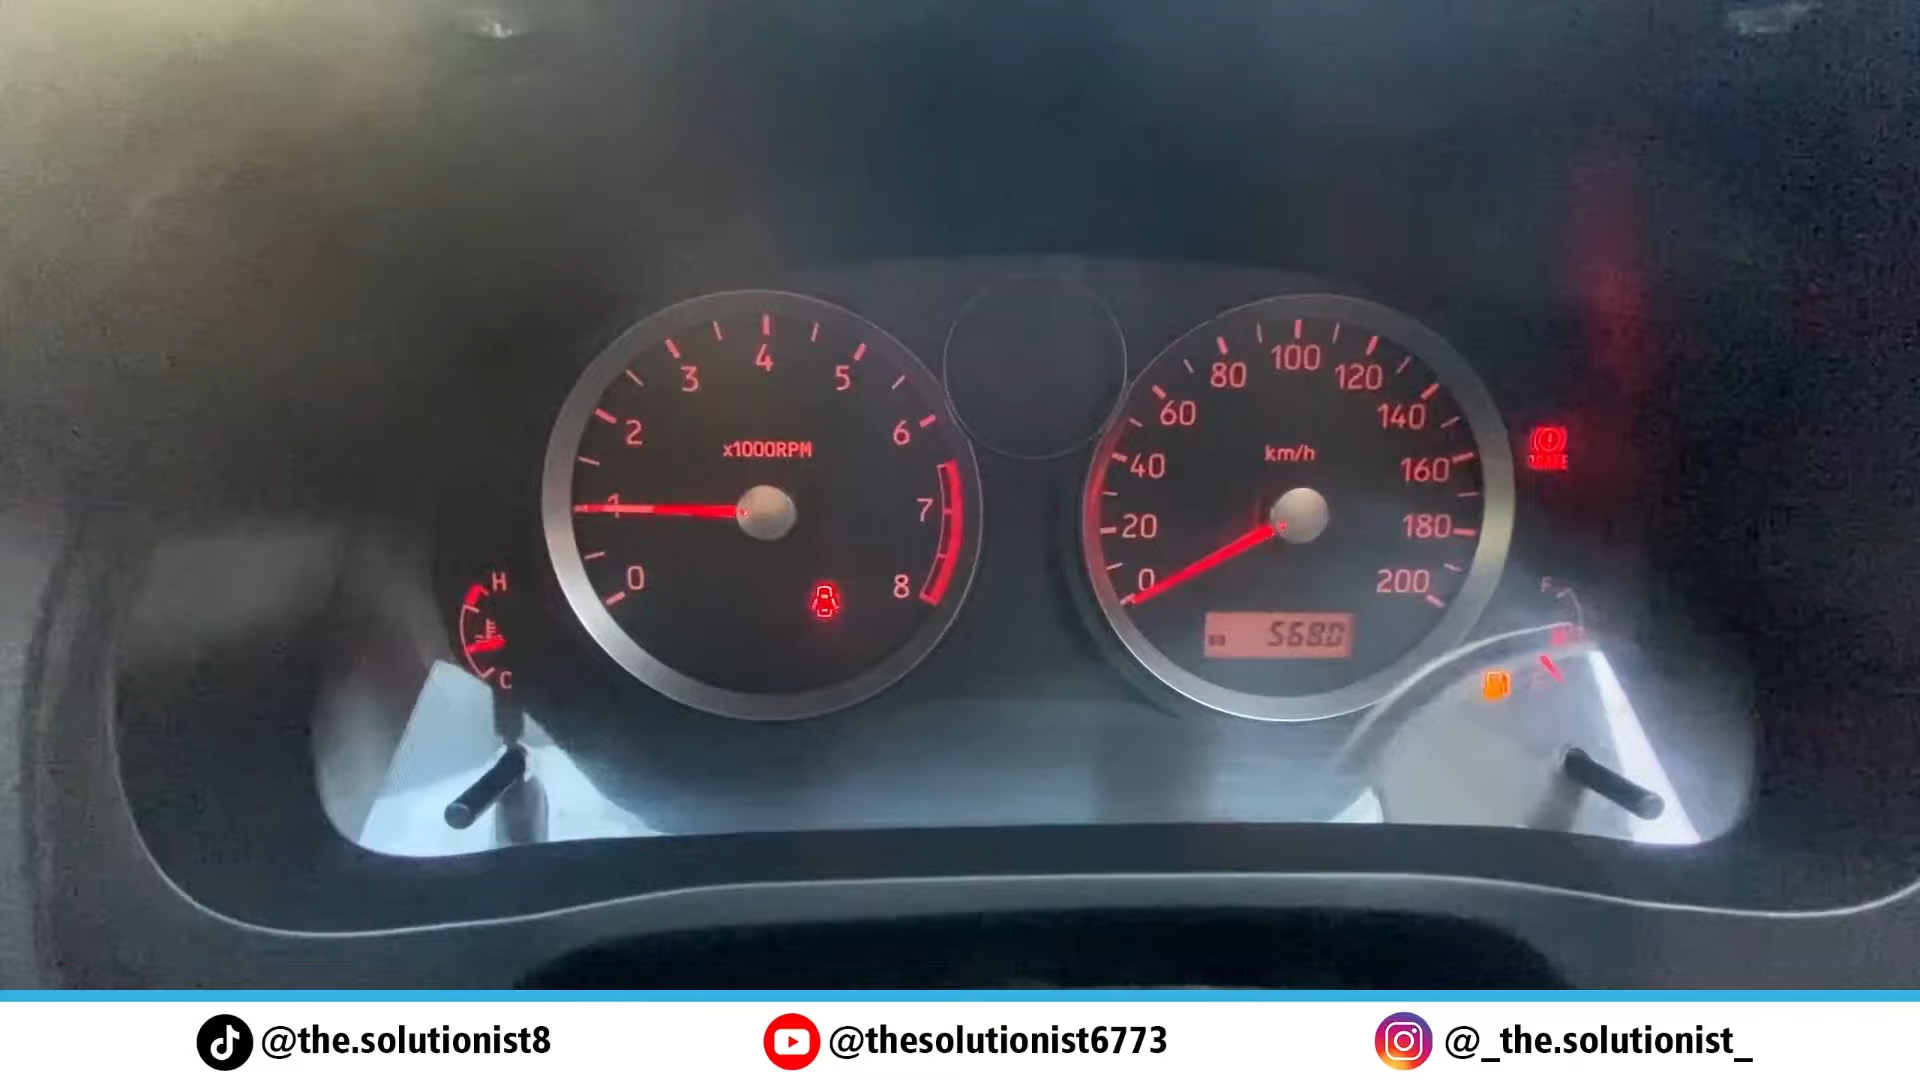 4
3
5
2
6
x1000RPM
1
7
0
8
H
C
100
80
120
60
140
km/h
40
160
20
180
0
200
5680
F
@the.solutionist8
@thesolutionist6773
@_the.solutionist_